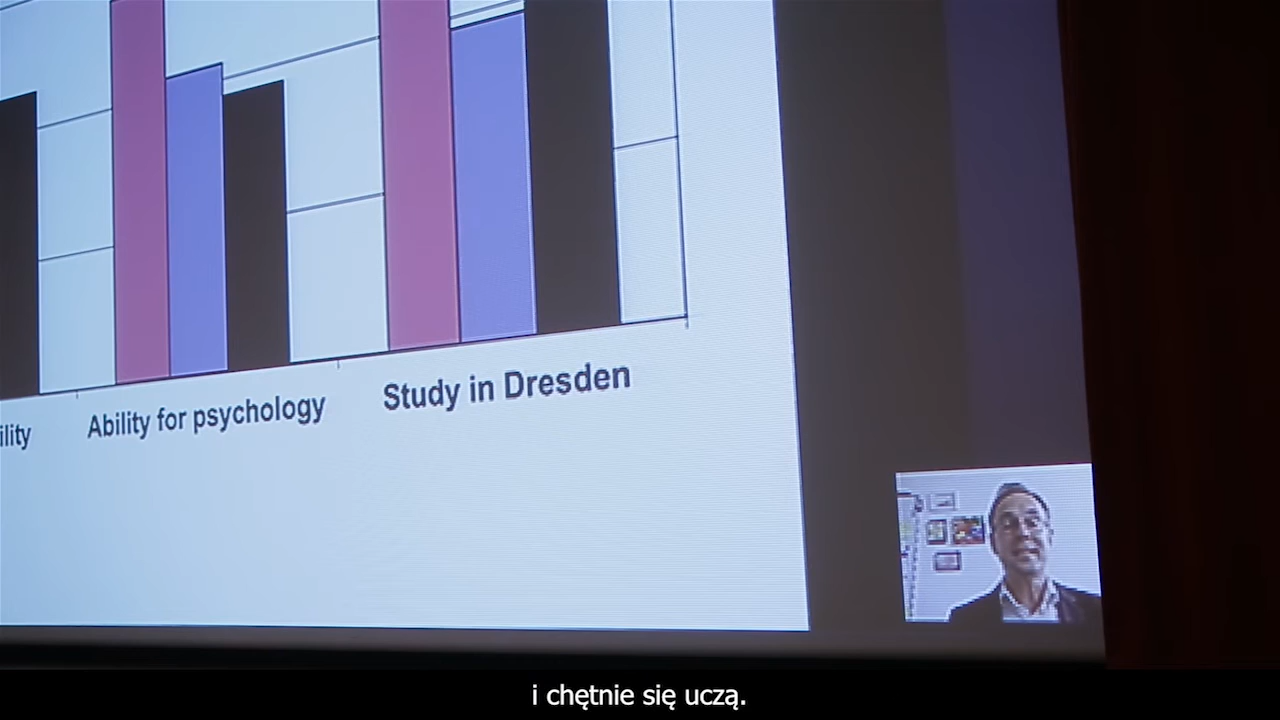 ility
Ability for psychology
Study in Dresden
i chętnie się uczą.